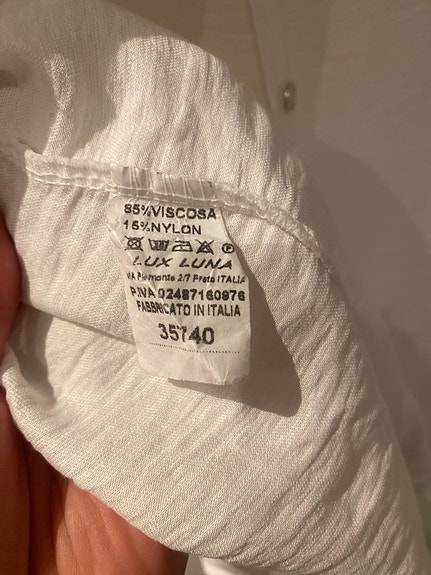 85%VISCOSA
15%NYLON
P
LUX LUNA
VIA Piemonte 2/7 Prato ITALIA
P.IVA 02487160976
FABBRICATO IN ITALIA
35740